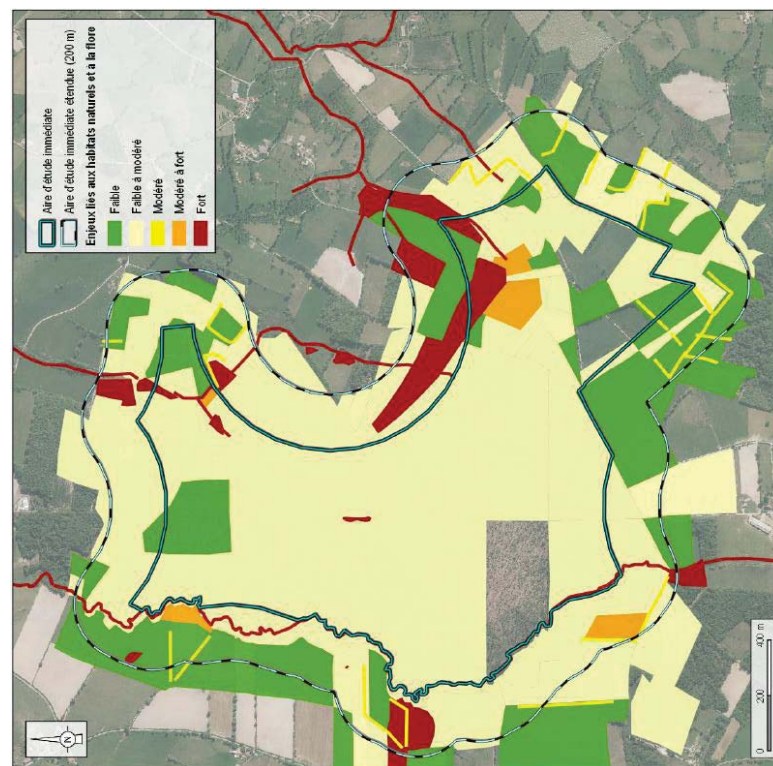 Aire d'étude immédiate
Aire d'étude immédiate étendue (200 m)
Enjeux liés aux habitats naturels et à la flore
Faible
Faible à modéré
Modéré
Modéré à fort
Fort
N
0 200 400 m